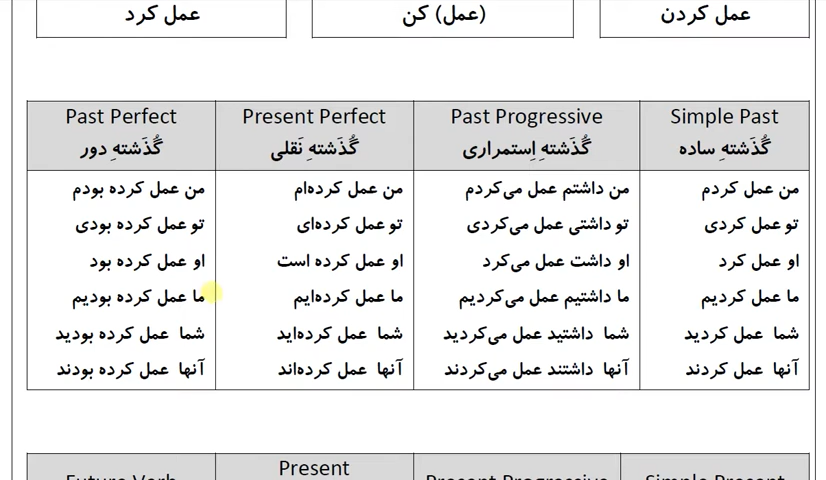 عمل کردن
(عمل) کن
عمل کرد
Simple Past
گُذَشتهِ ساده
من عمل کردم
تو عمل کردی
او عمل کرد
ما عمل کردیم
شما عمل کردید
آنها عمل کردند
Past Progressive
گُذَشتهِ اِستمراری
من داشتم عمل می‌کردم
تو داشتی عمل می‌کردی
او داشت عمل می‌کرد
ما داشتیم عمل می‌کردیم
شما داشتید عمل می‌کردید
آنها داشتند عمل می‌کردند
Present Perfect
گُذَشتهِ نَقلی
من عمل کرده‌ام
تو عمل کرده‌ای
او عمل کرده است
ما عمل کرده‌ایم
شما عمل کرده‌اید
آنها عمل کرده‌اند
Past Perfect
گُذَشتهِ دور
من عمل کرده بودم
تو عمل کرده بودی
او عمل کرده بود
ما عمل کرده بودیم
شما عمل کرده بودید
آنها عمل کرده بودند
Simple Present
Present Progressive
Present
Future Verb